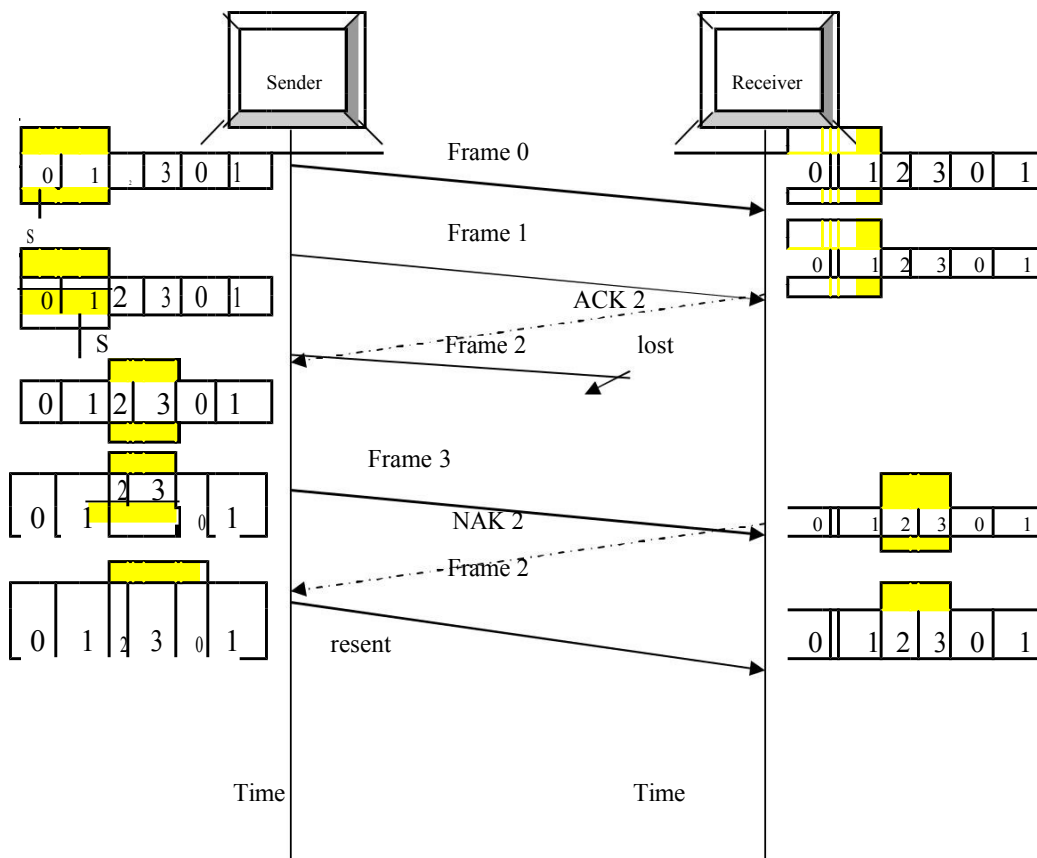 Sender
Receiver
Frame 0
0 1 3 0 1
0 1 2 3 0 1
S
Frame 1
0 1 2 3 0 1
0 1 2 3 0 1
ACK 2
S
Frame 2
lost
0 1 2 3 0 1
Frame 3
2 3
0 1 0 1
NAK 2
0 1 2 3 0 1
Frame 2
0 1 2 3 0 1
resent
0 1 2 3 0 1
Time
Time